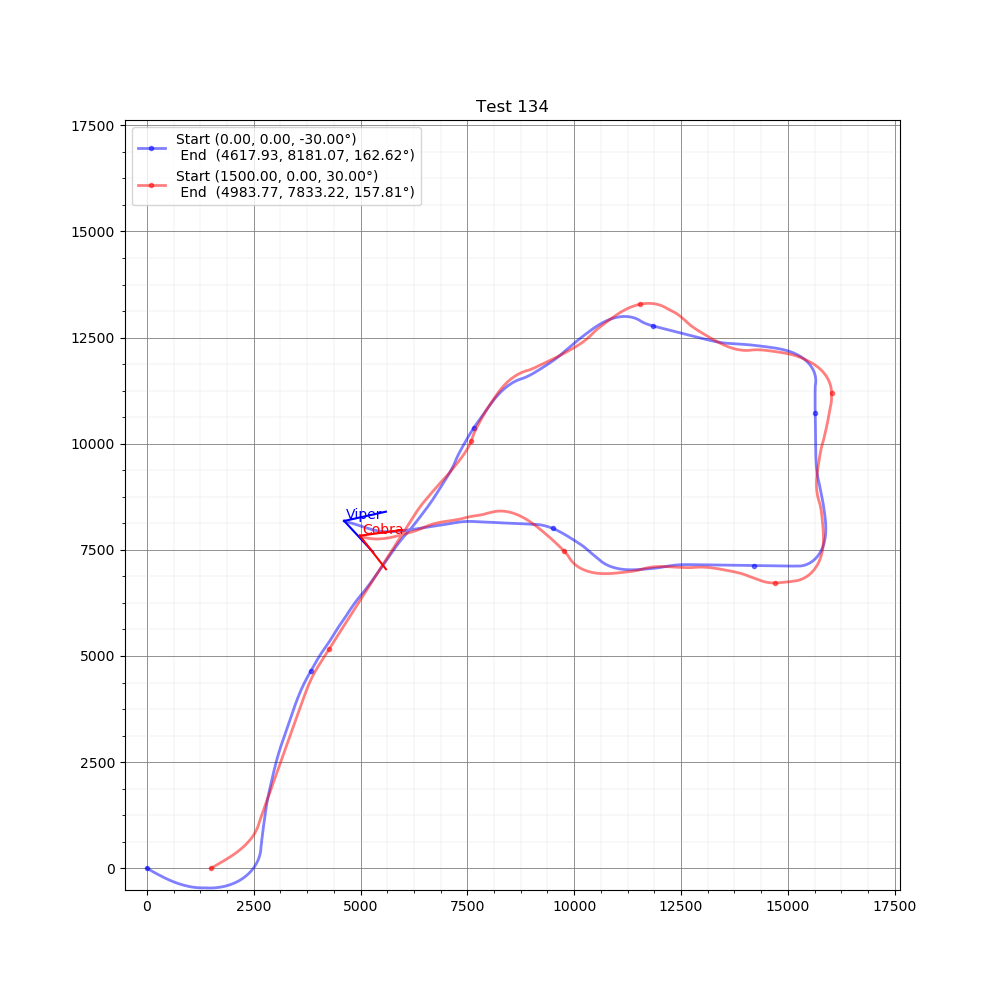 Test 134
17500
Start (0.00, 0.00, -30.00°)
End (4617.93, 8181.07, 162.62°)
Start (1500.00, 0.00, 30.00°)
End (4983.77, 7833.22, 157.81°)
15000
12500
10000
Viper
Cobra
7500
5000
2500
0
0 2500 5000 7500 10000 12500 15000 17500